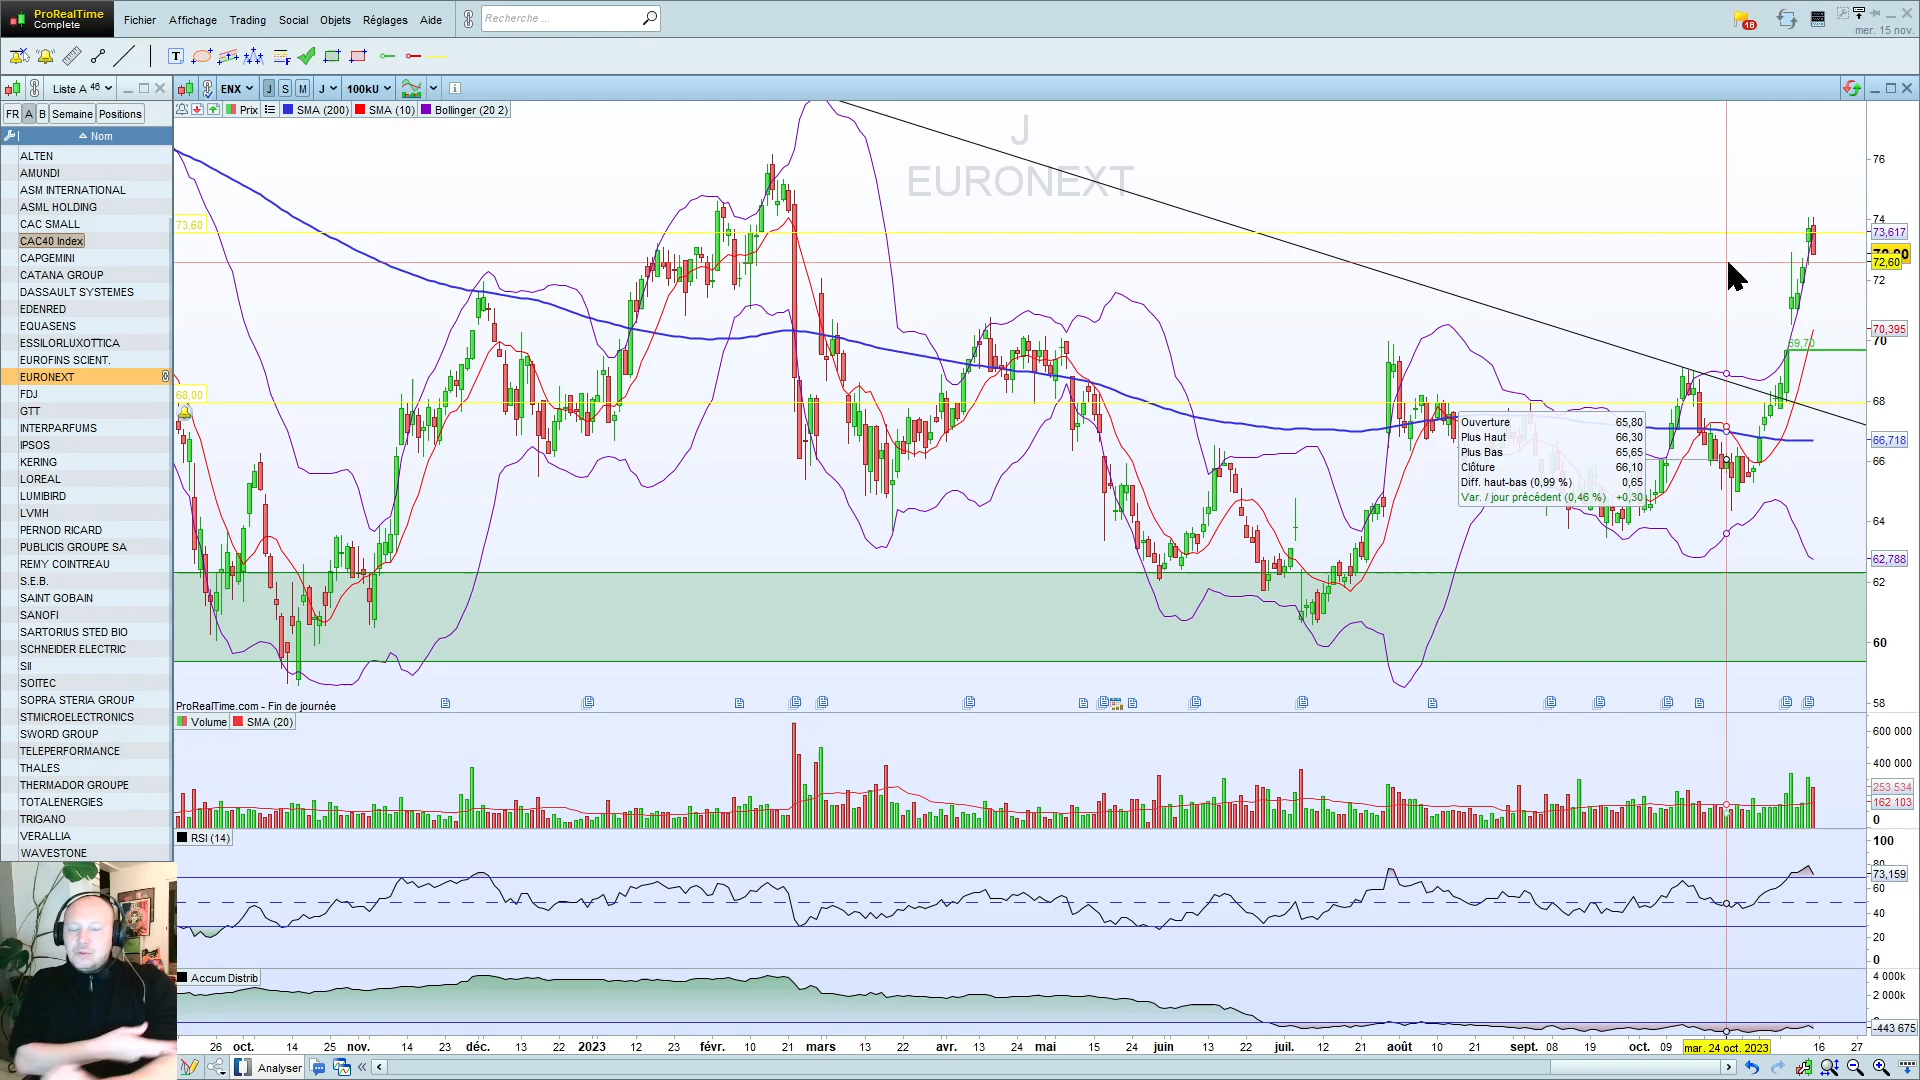 ProRealTime
Complete
Fichier Affichage Trading Social Objets Réglages Aide
Recherche ...
18
mer. 15 nov.
Liste A 46
ENX J S M J 100kU
FR A B Semaine Positions
Nom
Prix SMA (200) SMA (10) Bollinger (20 2)
ALTEN
AMUNDI
ASM INTERNATIONAL
ASML HOLDING
CAC SMALL
CAC40 Index
CAPGEMINI
CATANA GROUP
DASSAULT SYSTEMES
EDENRED
EQUASENS
ESSILORLUXOTTICA
EUROFINS SCIENT.
EURONEXT
FDJ
GTT
INTERPARFUMS
IPSOS
KERING
LOREAL
LUMIBIRD
LVMH
PERNOD RICARD
PUBLICIS GROUPE SA
REMY COINTREAU
S.E.B.
SAINT GOBAIN
SANOFI
SARTORIUS STED BIO
SCHNEIDER ELECTRIC
SII
SOITEC
SOPRA STERIA GROUP
STMICROELECTRONICS
SWORD GROUP
TELEPERFORMANCE
THALES
THERMADOR GROUPE
TOTALENERGIES
TRIGANO
VERALLIA
WAVESTONE
J
EURONEXT
73,60
68,00
69,70
76
74
73,617
72,60
72
70,395
70
68
66,718
66
64
62,788
62
60
58
Ouverture 65,80
Plus Haut 66,30
Plus Bas 65,65
Clôture 66,10
Diff. haut-bas (0,99 %) 0,65
Var. / jour précédent (0,46 %) +0,30
ProRealTime.com - Fin de journée
Volume SMA (20)
600 000
400 000
253 534
162 103
0
RSI (14)
100
80
73,159
60
40
20
0
Accum Distrib
4 000k
2 000k
-443 675
26 oct. 14 25 nov. 14 23 déc. 13 2023 13 févr. 10 21 mars 13 22 avr. 13 mai 15 24 juin 13 22 juil. 12 21 août 10 21 sept. 08 19 oct. 09 mar. 24 oct. 2023 16 27
Analyser